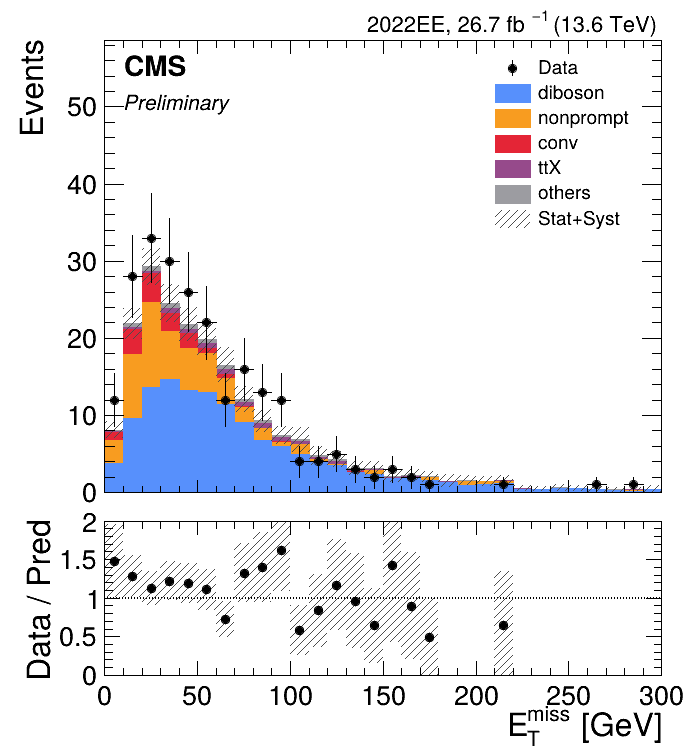 2022EE, 26.7 fb ⁻¹ (13.6 TeV)
CMS
Preliminary
Events
Data
diboson
nonprompt
conv
ttX
others
Stat+Syst
50
40
30
20
10
0
Data / Pred
2
1.5
1
0.5
0
0 50 100 150 200 250 300
E_T^miss [GeV]